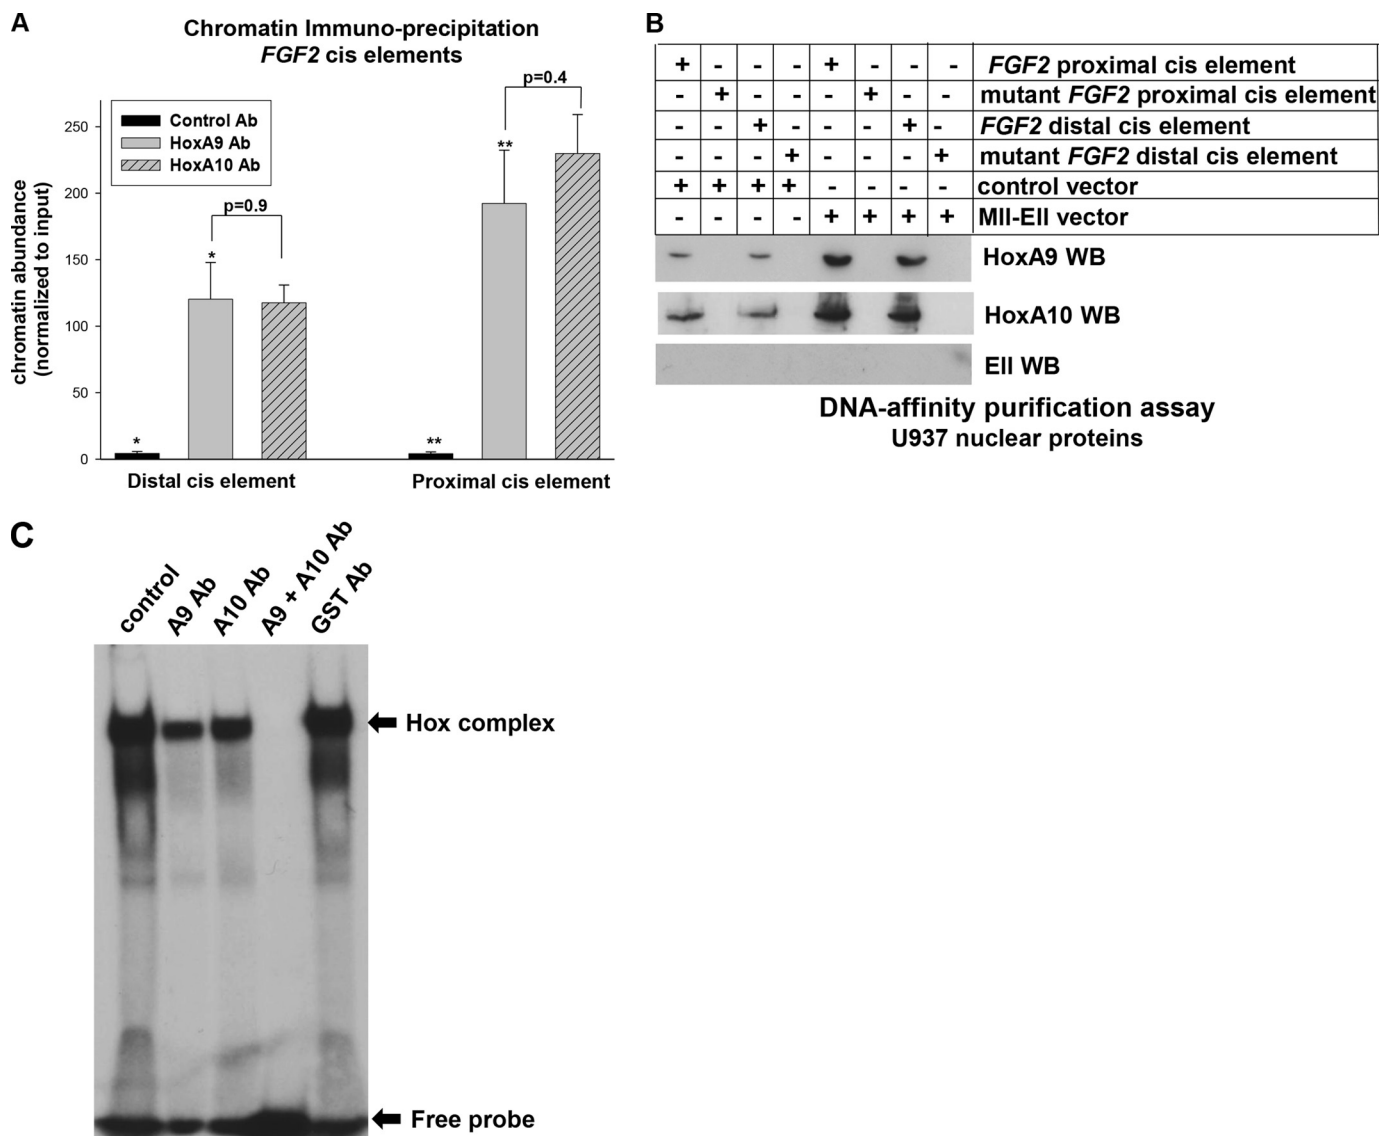 A
Chromatin Immuno-precipitation
FGF2 cis elements
chromatin abundance
(normalized to input)
250
200
150
100
50
0
Control Ab
HoxA9 Ab
HoxA10 Ab
p=0.9
p=0.4
*
*
**
**
Distal cis element
Proximal cis element
B
+ - - - + - - - FGF2 proximal cis element
- + - - - + - - mutant FGF2 proximal cis element
- - + - - - + - FGF2 distal cis element
- - - + - - - + mutant FGF2 distal cis element
+ + + + - - - - control vector
- - - - + + + + Mll-Ell vector
HoxA9 WB
HoxA10 WB
Ell WB
DNA-affinity purification assay
U937 nuclear proteins
C
control
A9 Ab
A10 Ab
A9 + A10 Ab
GST Ab
Hox complex
Free probe